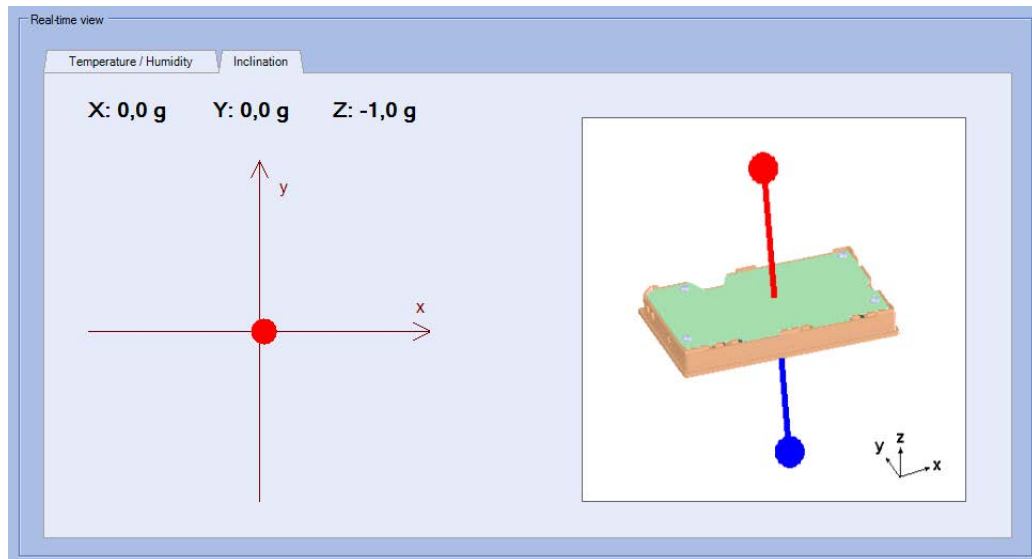 Real-time view
Temperature / Humidity
Inclination
X: 0,0 g
Y: 0,0 g
Z: -1,0 g
y
x
y
z
x